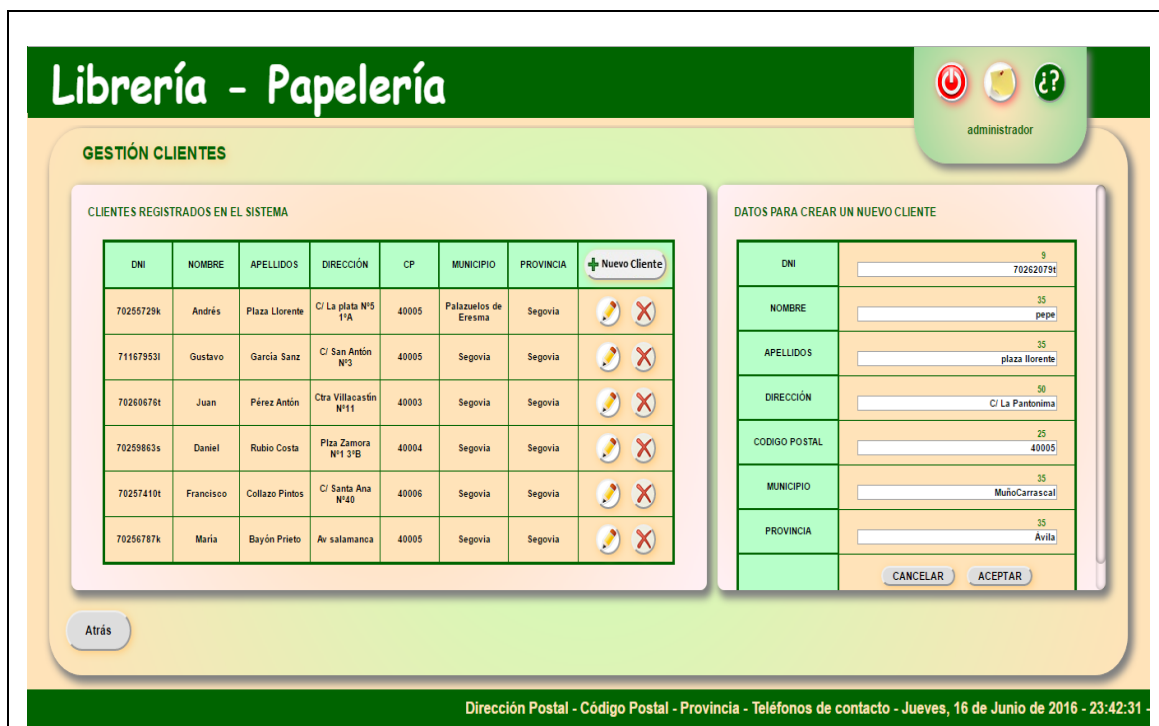 Librería - Papelería
¿?
administrador
GESTIÓN CLIENTES
CLIENTES REGISTRADOS EN EL SISTEMA
DNI NOMBRE APELLIDOS DIRECCIÓN CP MUNICIPIO PROVINCIA Nuevo Cliente
70255729k Andrés Plaza Llorente C/ La plata Nº5 1ºA 40005 Palazuelos de Eresma Segovia
71167953l Gustavo García Sanz C/ San Antón Nº3 40005 Segovia Segovia
70260676t Juan Pérez Antón Ctra Villacastín Nº11 40003 Segovia Segovia
70259863s Daniel Rubio Costa Plza Zamora Nº1 3ºB 40004 Segovia Segovia
70257410t Francisco Collazo Pintos C/ Santa Ana Nº40 40006 Segovia Segovia
70256787k María Bayón Prieto Av salamanca 40005 Segovia Segovia
DATOS PARA CREAR UN NUEVO CLIENTE
DNI 9
70262079t
NOMBRE 35
pepe
APELLIDOS 35
plaza llorente
DIRECCIÓN 50
C/ La Pantonima
CODIGO POSTAL 25
40005
MUNICIPIO 35
MuñoCarrascal
PROVINCIA 35
Ávila
CANCELAR ACEPTAR
Atrás
Dirección Postal - Código Postal - Provincia - Teléfonos de contacto - Jueves, 16 de Junio de 2016 - 23:42:31 -